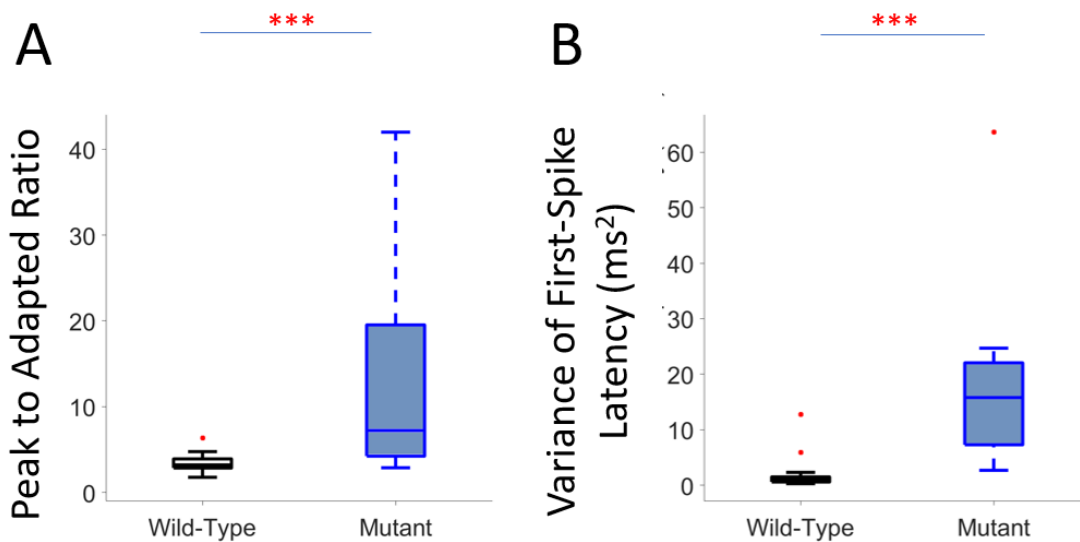 A
***
Peak to Adapted Ratio
40
30
20
10
0
Wild-Type
Mutant
B
***
Variance of First-Spike
Latency (ms²)
60
50
40
30
20
10
0
Wild-Type
Mutant